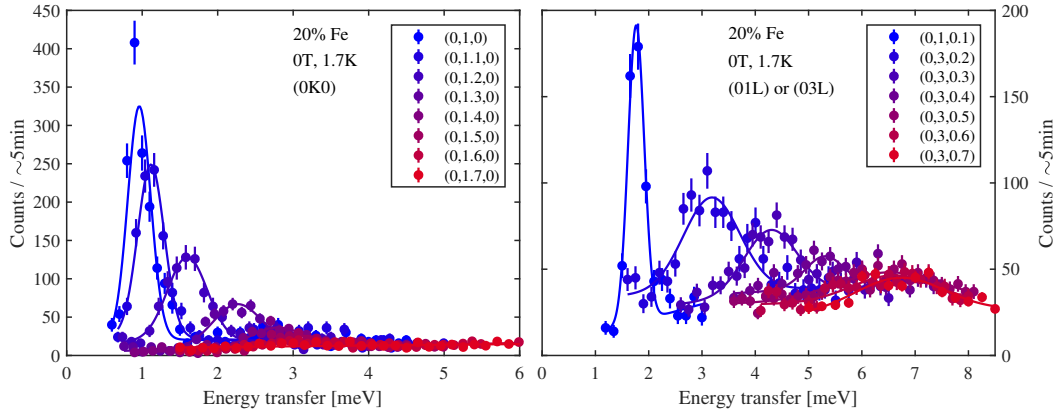 450
400
350
300
250
200
150
100
50
0
Counts / ~5min
20% Fe
0T, 1.7K
(0K0)
(0,1,0)
(0,1.1,0)
(0,1.2,0)
(0,1.3,0)
(0,1.4,0)
(0,1.5,0)
(0,1.6,0)
(0,1.7,0)
0 1 2 3 4 5 6
Energy transfer [meV]
20% Fe
0T, 1.7K
(01L) or (03L)
(0,1,0.1)
(0,3,0.2)
(0,3,0.3)
(0,3,0.4)
(0,3,0.5)
(0,3,0.6)
(0,3,0.7)
200
150
100
50
0
Counts / ~5min
0 1 2 3 4 5 6 7 8
Energy transfer [meV]